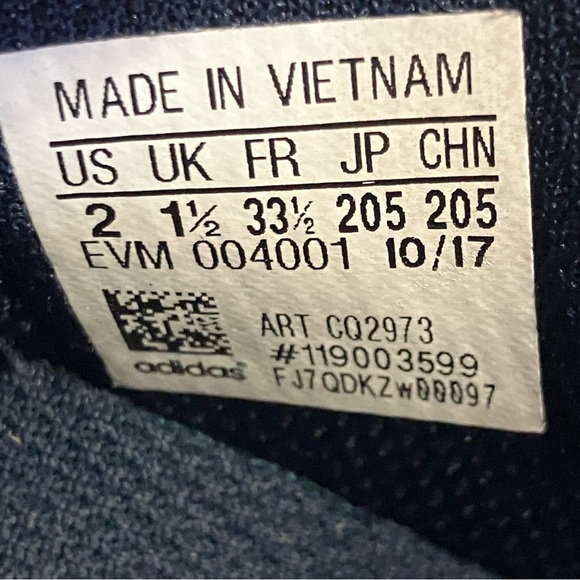 MADE IN VIETNAM
US UK FR JP CHN
2 1½ 33½ 205 205
EVM 004001 10/17
ART CQ2973
#119003599
adidas FJ7QDKZW00097